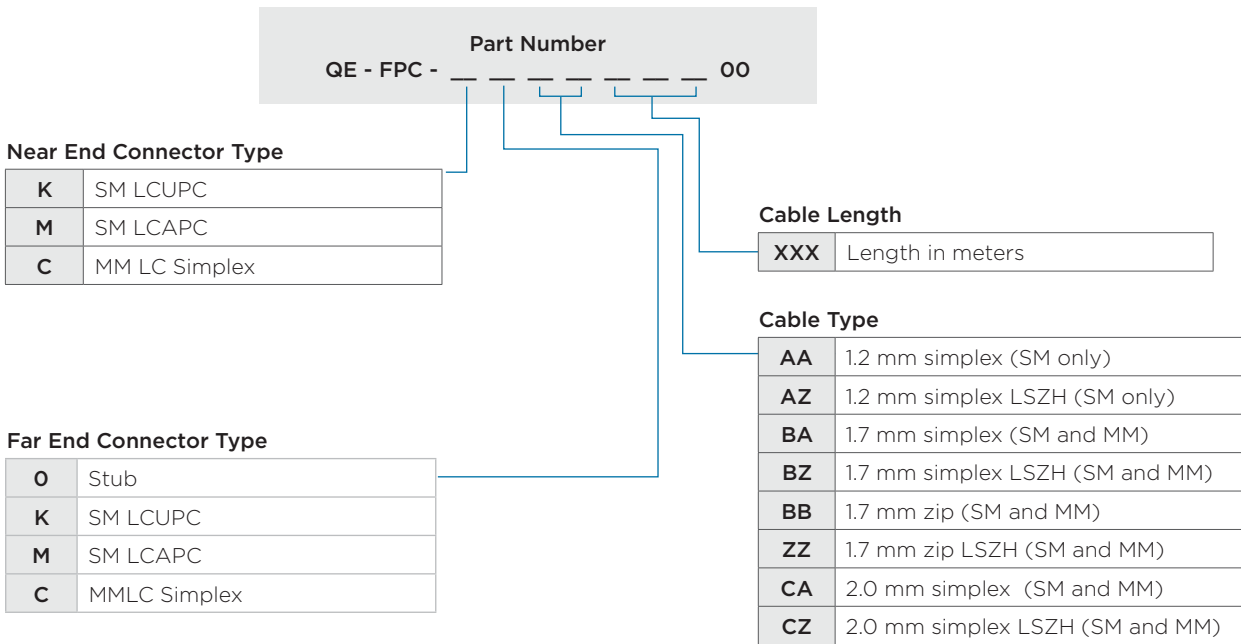 Part Number
QE - FPC - __ __ __ __ __ __ __ 00
Near End Connector Type
K SM LCUPC
M SM LCAPC
C MM LC Simplex
Far End Connector Type
0 Stub
K SM LCUPC
M SM LCAPC
C MMLC Simplex
Cable Length
XXX Length in meters
Cable Type
AA 1.2 mm simplex (SM only)
AZ 1.2 mm simplex LSZH (SM only)
BA 1.7 mm simplex (SM and MM)
BZ 1.7 mm simplex LSZH (SM and MM)
BB 1.7 mm zip (SM and MM)
ZZ 1.7 mm zip LSZH (SM and MM)
CA 2.0 mm simplex (SM and MM)
CZ 2.0 mm simplex LSZH (SM and MM)